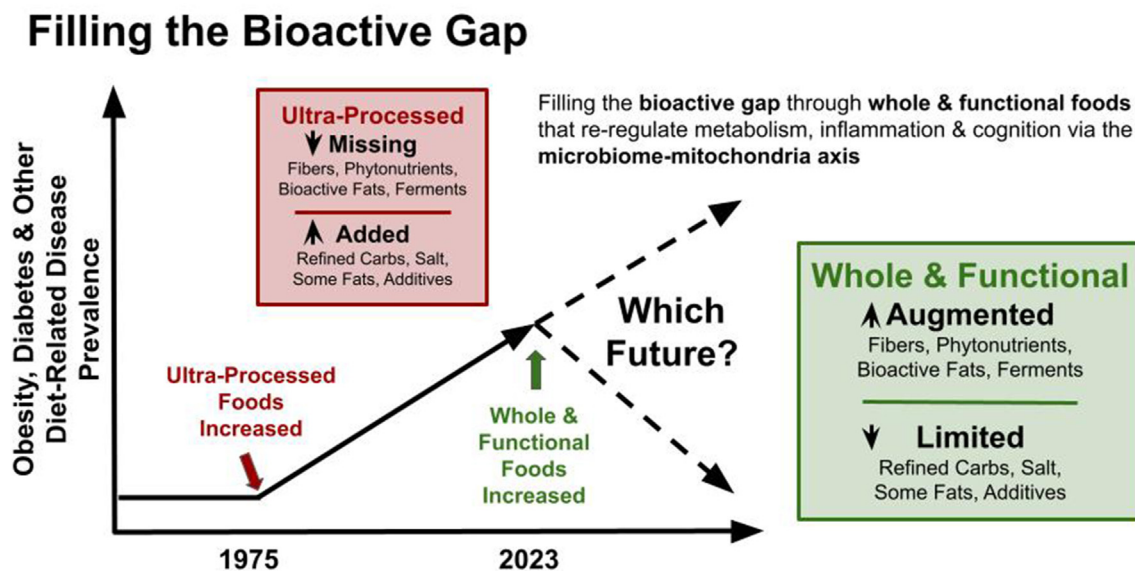 Filling the Bioactive Gap
Obesity, Diabetes & Other
Diet-Related Disease
Prevalence
Ultra-Processed
Missing
Fibers, Phytonutrients,
Bioactive Fats, Ferments
Added
Refined Carbs, Salt,
Some Fats, Additives
Filling the bioactive gap through whole & functional foods
that re-regulate metabolism, inflammation & cognition via the
microbiome-mitochondria axis
Ultra-Processed
Foods
Increased
Whole &
Functional
Foods
Increased
Which
Future?
Whole & Functional
Augmented
Fibers, Phytonutrients,
Bioactive Fats, Ferments
Limited
Refined Carbs, Salt,
Some Fats, Additives
1975
2023